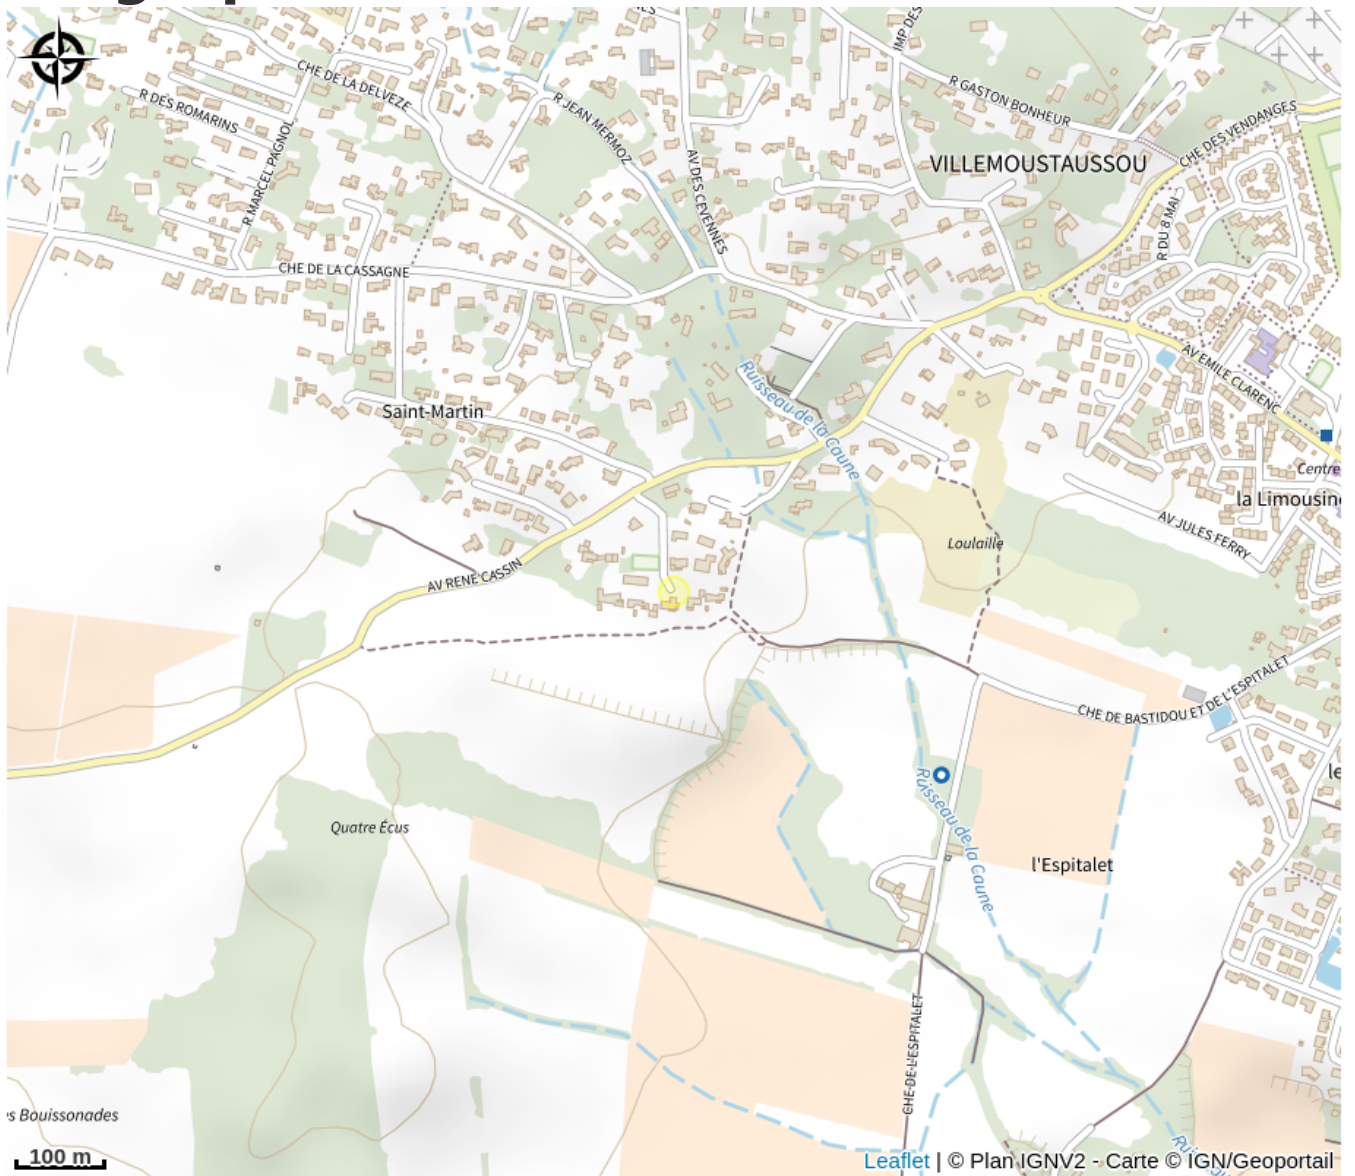 CHE DE LA DELVEZE
R DES ROMARINS
R MARCEL PAGNOL
R JEAN MERMOZ
AV DES CEVENNES
IMP DES
R GASTON BONHEUR
CHE DES VENDANGES
VILLEMOUSTAUSSOU
R DU 8 MAI
CHE DE LA CASSAGNE
AV EMILE CLARENC
Ruisseau de la Caune
Saint-Martin
Centre
la Limousin
AV JULES FERRY
Loulaille
AV RENE CASSIN
CHE DE BASTIDOU ET DE L'ESPITALET
le
Ruisseau de la Caune
Quatre Écus
l'Espitalet
CHE-DE-L'ESPITALET
es Bouissonades
100 m
Ruisseau
Leaflet | © Plan IGNV2 - Carte © IGN/Geoportail